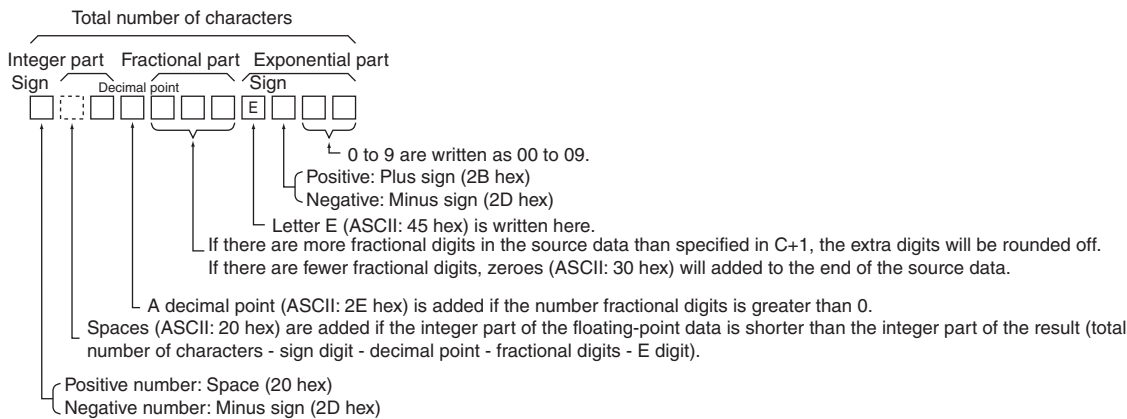 Total number of characters
Integer part Fractional part Exponential part
Sign Decimal point Sign
E
0 to 9 are written as 00 to 09.
Positive: Plus sign (2B hex)
Negative: Minus sign (2D hex)
Letter E (ASCII: 45 hex) is written here.
If there are more fractional digits in the source data than specified in C+1, the extra digits will be rounded off.
If there are fewer fractional digits, zeroes (ASCII: 30 hex) will added to the end of the source data.
A decimal point (ASCII: 2E hex) is added if the number fractional digits is greater than 0.
Spaces (ASCII: 20 hex) are added if the integer part of the floating-point data is shorter than the integer part of the result (total
number of characters - sign digit - decimal point - fractional digits - E digit).
Positive number: Space (20 hex)
Negative number: Minus sign (2D hex)